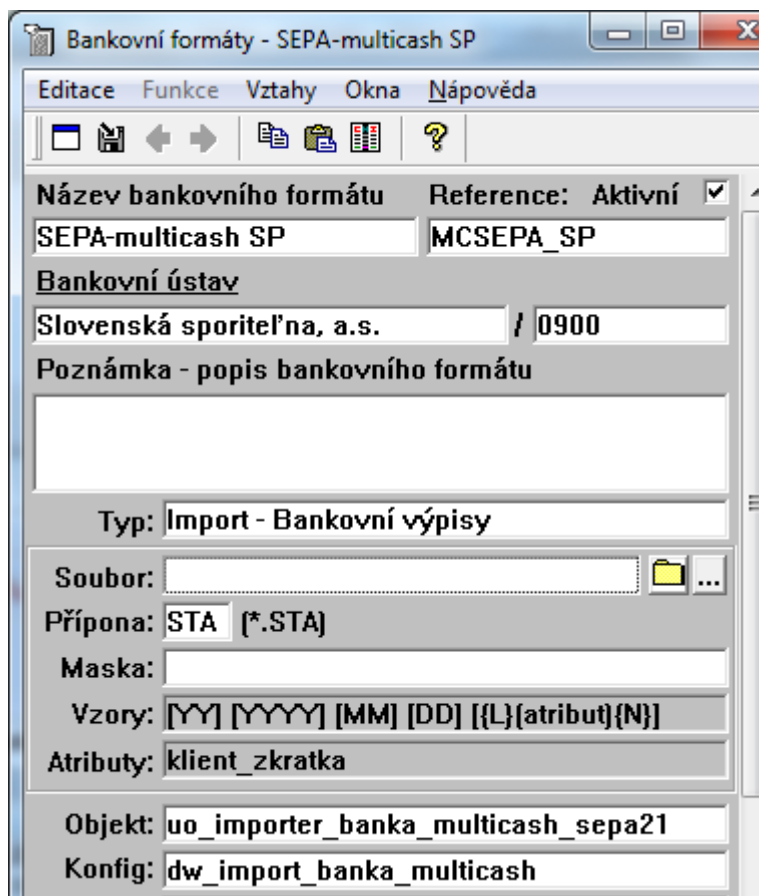 Bankovní formáty - SEPA-multicash SP
Editace Funkce Vztahy Okna Nápověda
Název bankovního formátu Reference: Aktivní
SEPA-multicash SP MCSEPA_SP
Bankovní ústav
Slovenská sporiteľna, a.s. / 0900
Poznámka - popis bankovního formátu
Typ: Import - Bankovní výpisy
Soubor: ...
Přípona: STA (*.STA)
Maska:
Vzory: [YY] [YYYY] [MM] [DD] [{L}(atribut){N}]
Atributy: klient_zkratka
Objekt: uo_importer_banka_multicash_sepa21
Konfig: dw_import_banka_multicash